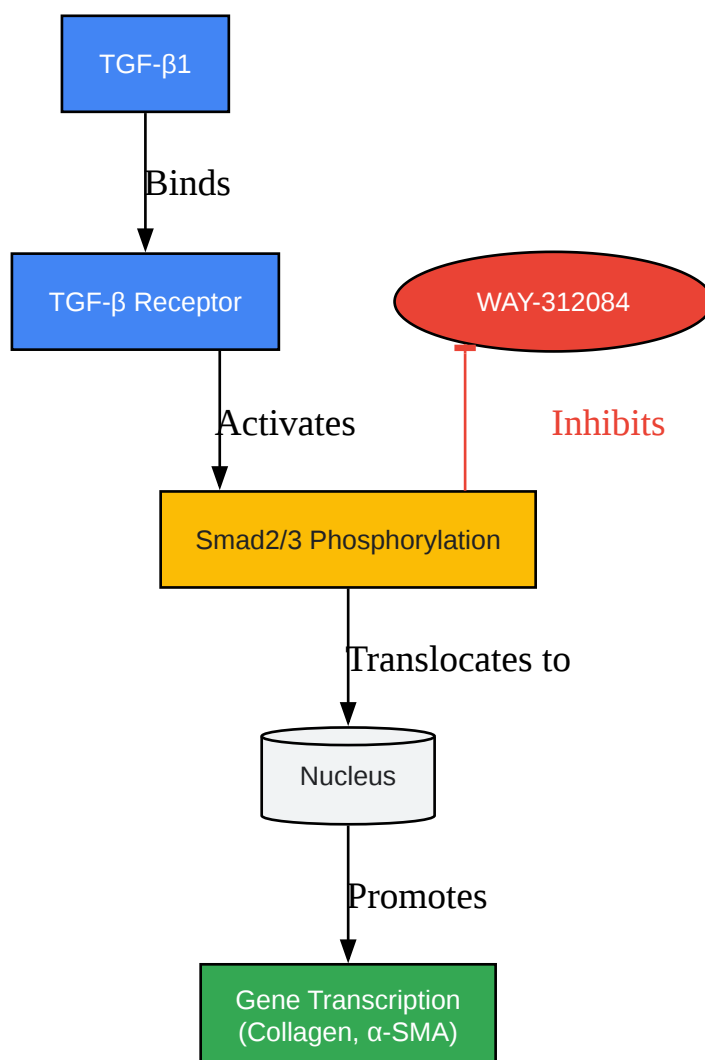 TGF-β1
Binds
TGF-β Receptor
WAY-312084
Activates
Inhibits
Smad2/3 Phosphorylation
Translocates to
Nucleus
Promotes
Gene Transcription
(Collagen, α-SMA)